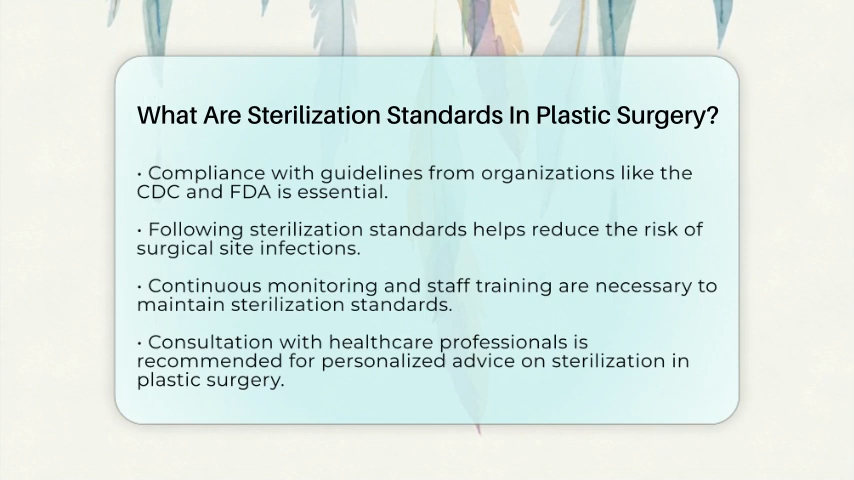 What Are Sterilization Standards In Plastic Surgery?
• Compliance with guidelines from organizations like the
CDC and FDA is essential.
• Following sterilization standards helps reduce the risk of
surgical site infections.
• Continuous monitoring and staff training are necessary to
maintain sterilization standards.
• Consultation with healthcare professionals is
recommended for personalized advice on sterilization in
plastic surgery.